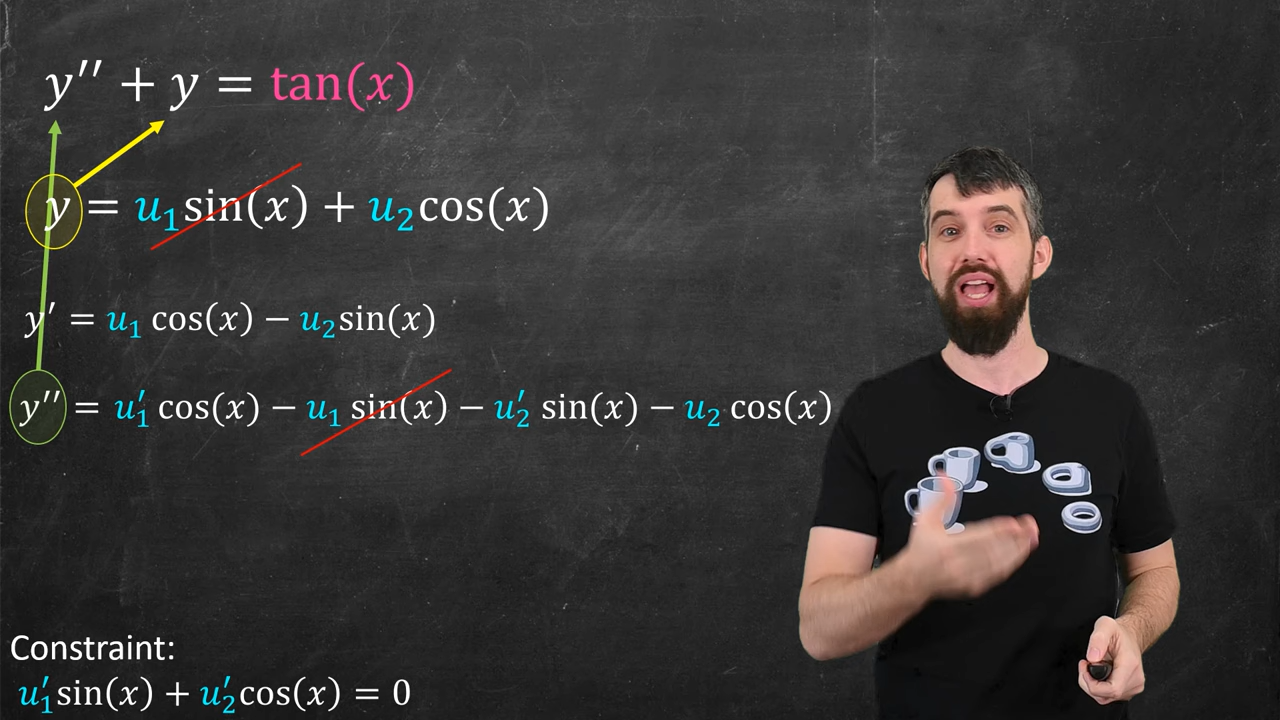 y′′ + y = tan(x)
y = u₁sin(x) + u₂cos(x)
y′ = u₁ cos(x) − u₂sin(x)
y′′ = u₁′ cos(x) − u₁ sin(x) − u₂′ sin(x) − u₂ cos(x)
Constraint:
u₁′sin(x) + u₂′cos(x) = 0